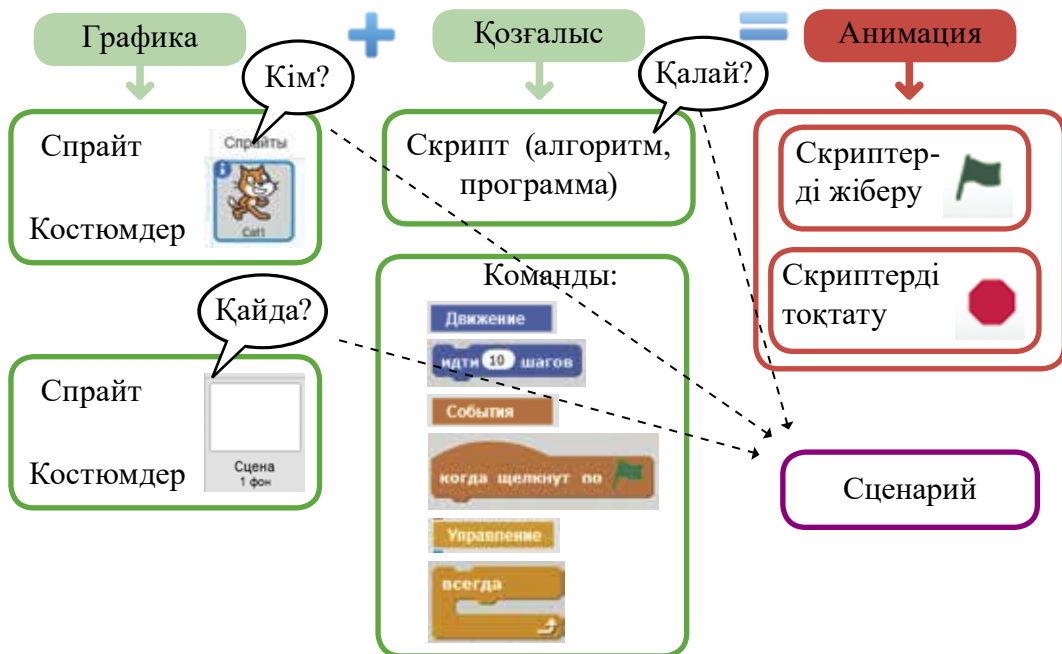 Графика
Қозғалыс
Анимация
Кім?
Қалай?
Спрайт
Спрайты
Cat1
Костюмдер
Скрипт (алгоритм,
программа)
Скриптер-
ді жіберу
Скриптерді
тоқтату
Қайда?
Спрайт
Сцена
1 фон
Костюмдер
Команды:
Движение
идти 10 шагов
События
когда щелкнут по
Управление
всегда
Сценарий